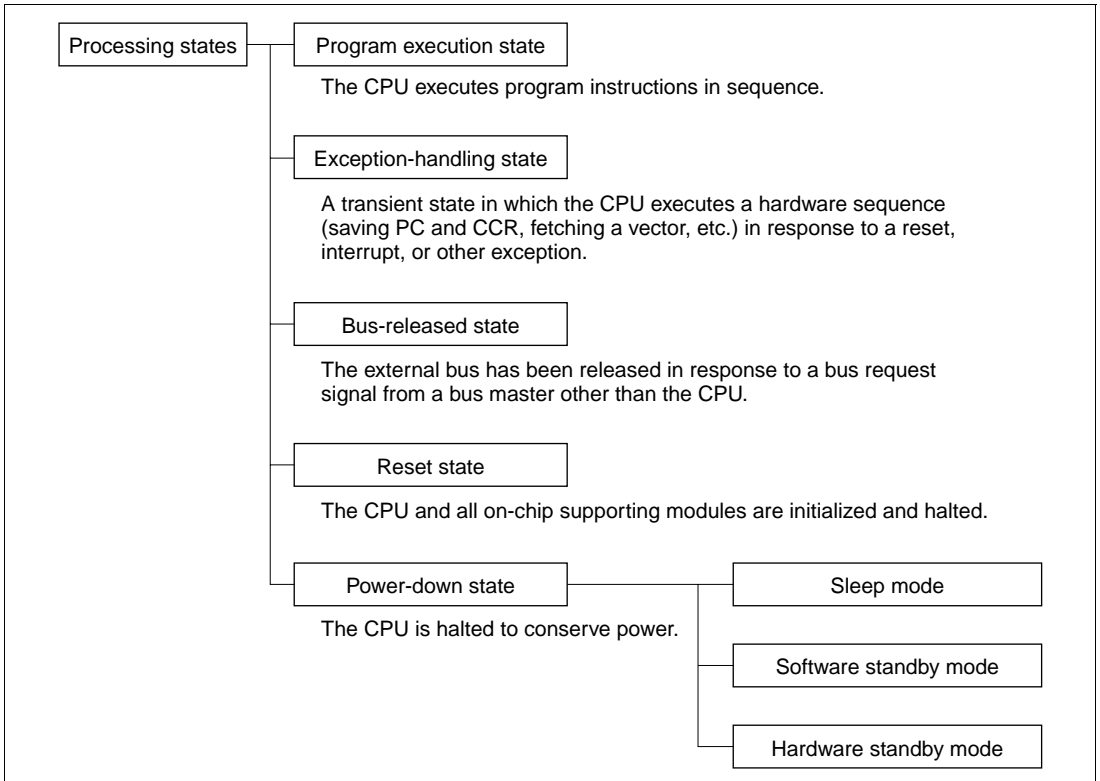 Processing states
Program execution state
The CPU executes program instructions in sequence.
Exception-handling state
A transient state in which the CPU executes a hardware sequence
(saving PC and CCR, fetching a vector, etc.) in response to a reset,
interrupt, or other exception.
Bus-released state
The external bus has been released in response to a bus request
signal from a bus master other than the CPU.
Reset state
The CPU and all on-chip supporting modules are initialized and halted.
Power-down state
Sleep mode
The CPU is halted to conserve power.
Software standby mode
Hardware standby mode